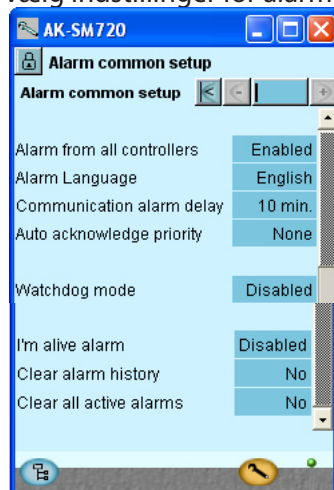 AK-SM720
Alarm common setup
Alarm common setup
Alarm from all controllers Enabled
Alarm Language English
Communication alarm delay 10 min.
Auto acknowledge priority None
Watchdog mode Disabled
I'm alive alarm Disabled
Clear alarm history No
Clear all active alarms No